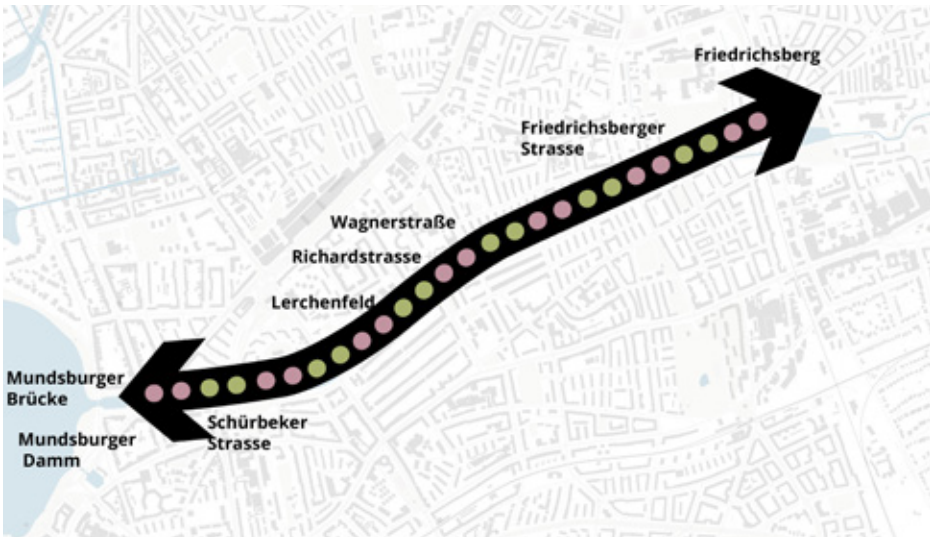 Friedrichsberg
Friedrichsberger
Strasse
Wagnerstraße
Richardstrasse
Lerchenfeld
Mundsburger
Brücke
Schürbeker
Strasse
Mundsburger
Damm